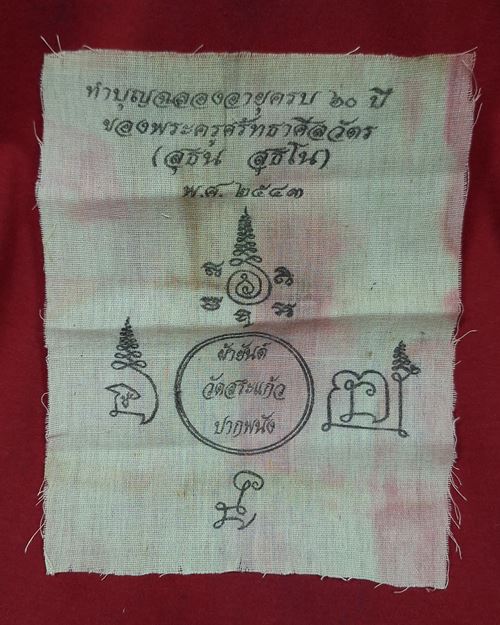 ทำบุญฉลองอายุครบ ๖๐ ปี
ของพระครูศรัทธาศีลวัตร
(สุธน สุธโน)
พ.ศ. ๒๕๔๓
ผ้ายันต์
วัดสระแก้ว
ปากพนัง